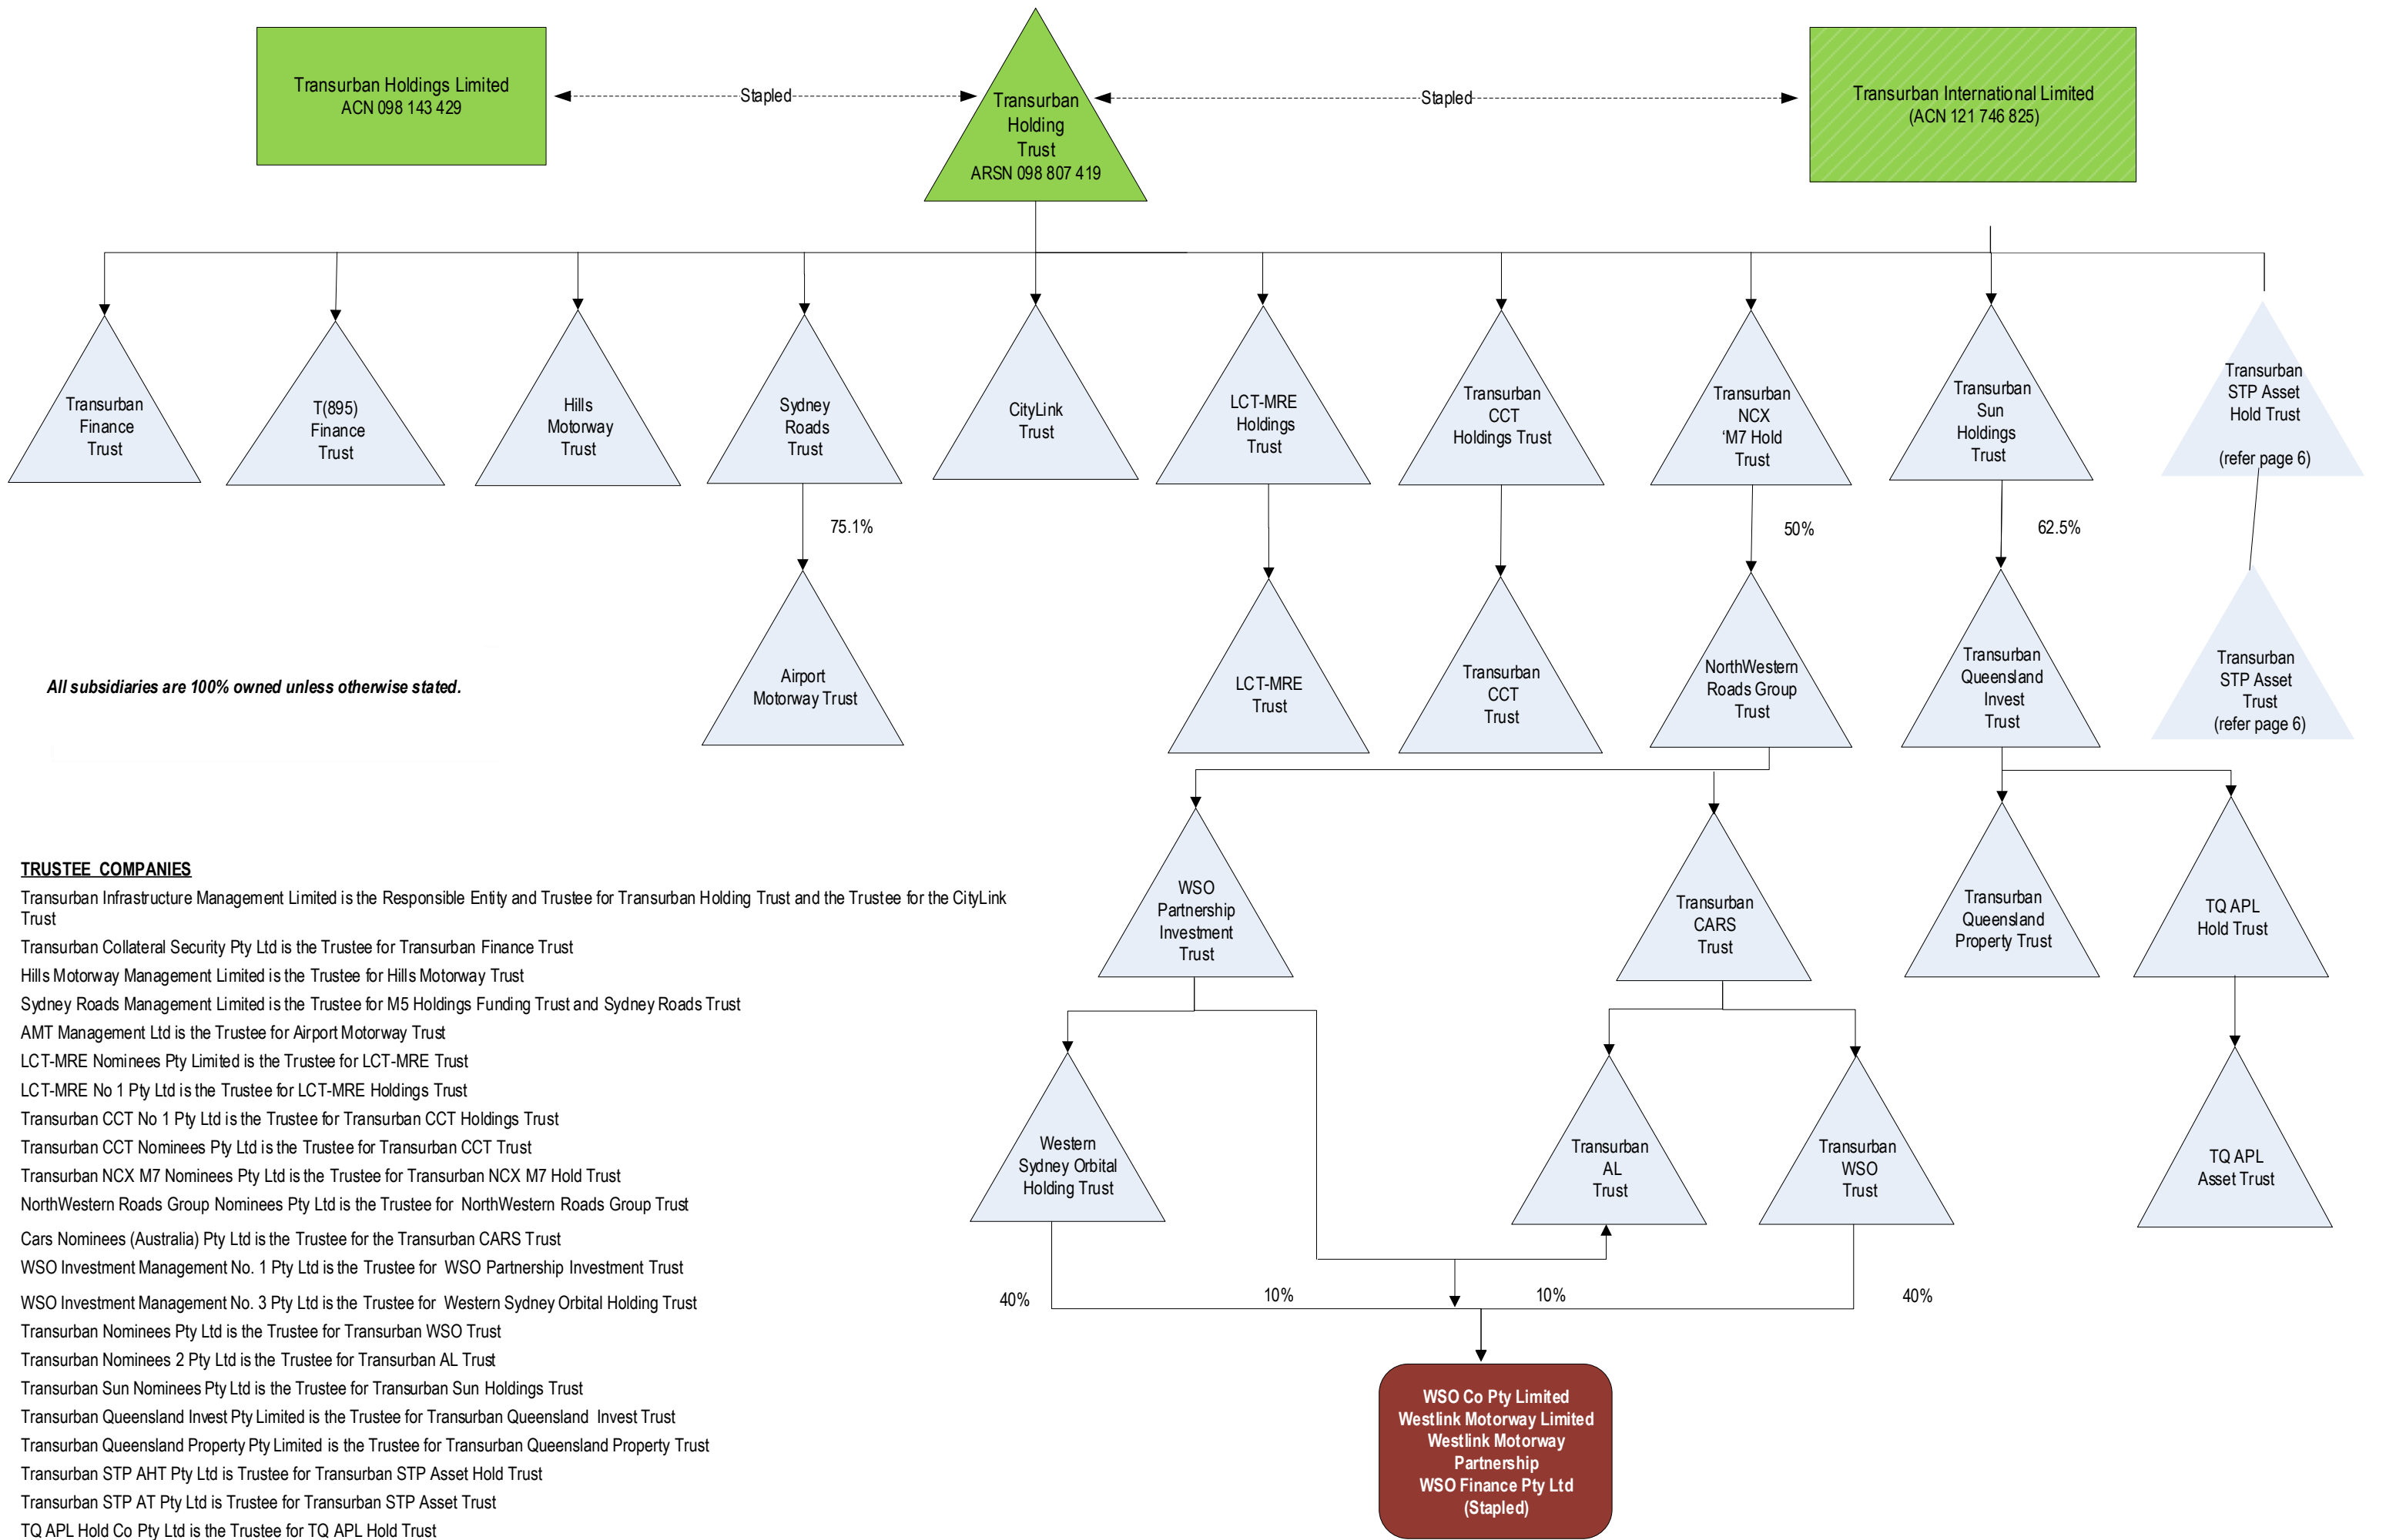 Transurban Holdings Limited
ACN 098 143 429
Stapled
Transurban
Holding
Trust
ARSN 098 807 419
Stapled
Transurban International Limited
(ACN 121 746 825)
Transurban
Finance
Trust
T(895)
Finance
Trust
Hills
Motorway
Trust
Sydney
Roads
Trust
CityLink
Trust
LCT-MRE
Holdings
Trust
Transurban
CCT
Holdings Trust
Transurban
NCX
‘M7 Hold
Trust
Transurban
Sun
Holdings
Trust
Transurban
STP Asset
Hold Trust
(refer page 6)
75.1%
50%
62.5%
All subsidiaries are 100% owned unless otherwise stated.
Airport
Motorway Trust
LCT-MRE
Trust
Transurban
CCT
Trust
NorthWestern
Roads Group
Trust
Transurban
Queensland
Invest
Trust
Transurban
STP Asset
Trust
(refer page 6)
WSO
Partnership
Investment
Trust
Transurban
CARS
Trust
Transurban
Queensland
Property Trust
TQ APL
Hold Trust
Western
Sydney Orbital
Holding Trust
Transurban
AL
Trust
Transurban
WSO
Trust
TQ APL
Asset Trust
40%
10%
10%
40%
WSO Co Pty Limited
Westlink Motorway Limited
Westlink Motorway
Partnership
WSO Finance Pty Ltd
(Stapled)
TRUSTEE COMPANIES
Transurban Infrastructure Management Limited is the Responsible Entity and Trustee for Transurban Holding Trust and the Trustee for the CityLink
Trust
Transurban Collateral Security Pty Ltd is the Trustee for Transurban Finance Trust
Hills Motorway Management Limited is the Trustee for Hills Motorway Trust
Sydney Roads Management Limited is the Trustee for M5 Holdings Funding Trust and Sydney Roads Trust
AMT Management Ltd is the Trustee for Airport Motorway Trust
LCT-MRE Nominees Pty Limited is the Trustee for LCT-MRE Trust
LCT-MRE No 1 Pty Ltd is the Trustee for LCT-MRE Holdings Trust
Transurban CCT No 1 Pty Ltd is the Trustee for Transurban CCT Holdings Trust
Transurban CCT Nominees Pty Ltd is the Trustee for Transurban CCT Trust
Transurban NCX M7 Nominees Pty Ltd is the Trustee for Transurban NCX M7 Hold Trust
NorthWestern Roads Group Nominees Pty Ltd is the Trustee for NorthWestern Roads Group Trust
Cars Nominees (Australia) Pty Ltd is the Trustee for the Transurban CARS Trust
WSO Investment Management No. 1 Pty Ltd is the Trustee for WSO Partnership Investment Trust
WSO Investment Management No. 3 Pty Ltd is the Trustee for Western Sydney Orbital Holding Trust
Transurban Nominees Pty Ltd is the Trustee for Transurban WSO Trust
Transurban Nominees 2 Pty Ltd is the Trustee for Transurban AL Trust
Transurban Sun Nominees Pty Ltd is the Trustee for Transurban Sun Holdings Trust
Transurban Queensland Invest Pty Limited is the Trustee for Transurban Queensland Invest Trust
Transurban Queensland Property Pty Limited is the Trustee for Transurban Queensland Property Trust
Transurban STP AHT Pty Ltd is Trustee for Transurban STP Asset Hold Trust
Transurban STP AT Pty Ltd is Trustee for Transurban STP Asset Trust
TQ APL Hold Co Pty Ltd is the Trustee for TQ APL Hold Trust